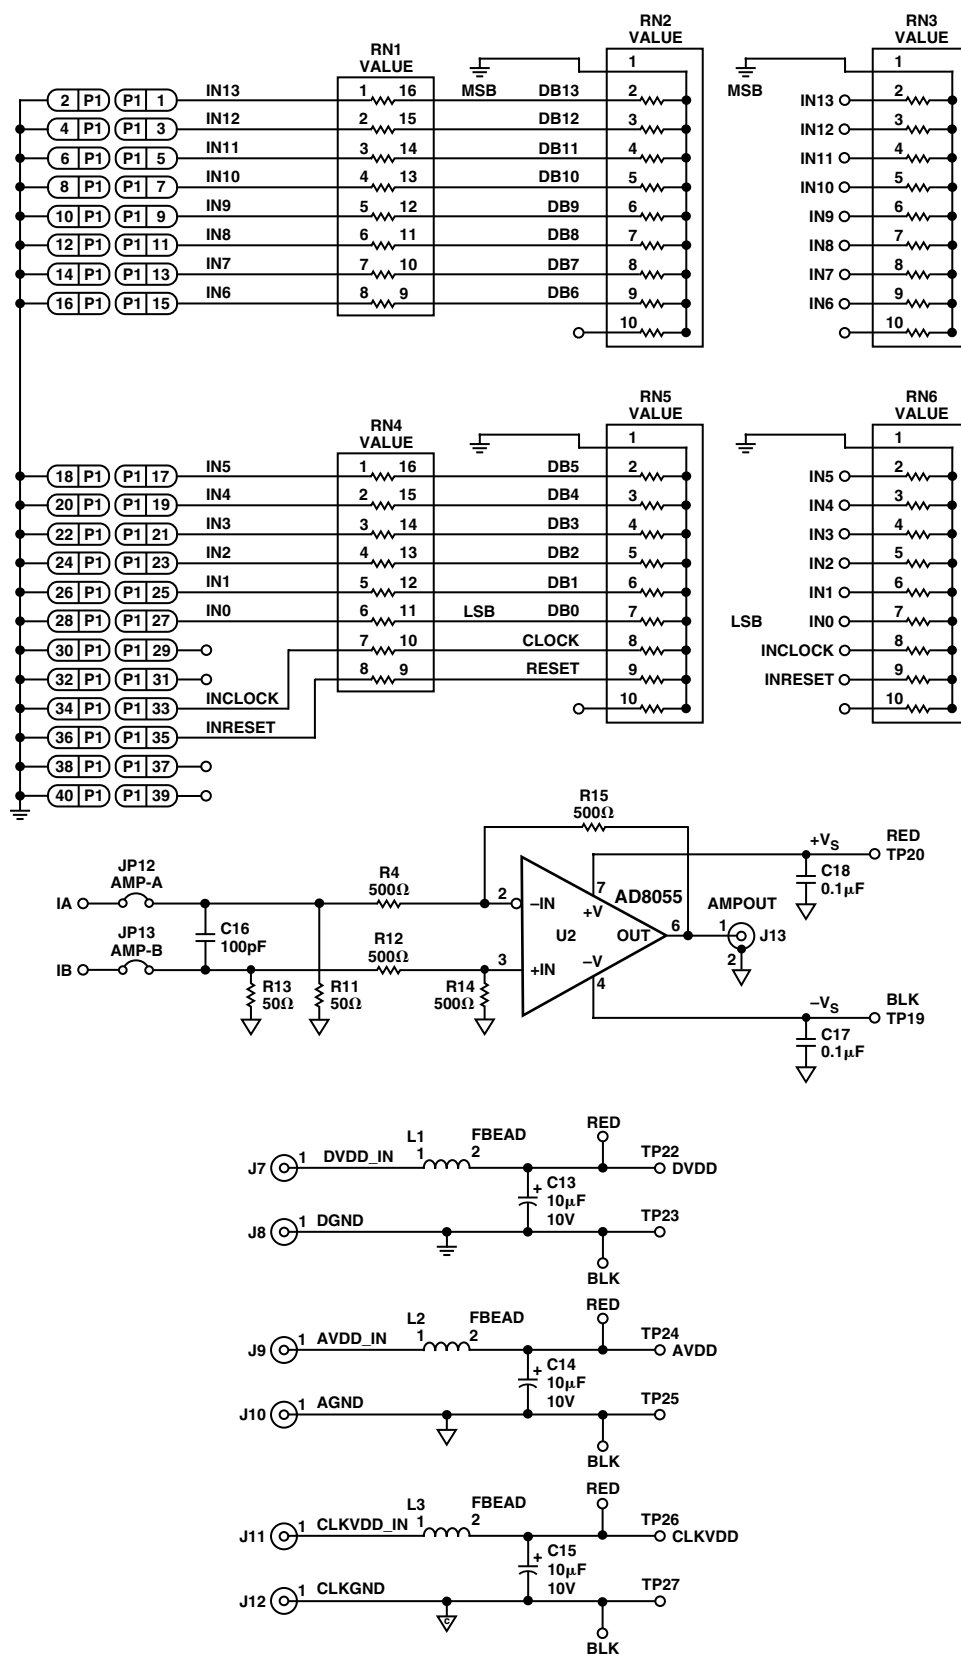 RN1
VALUE
RN2
VALUE
RN3
VALUE
1
1
2 P1 P1 1 IN13 1 16 MSB DB13 2 MSB IN13 2
4 P1 P1 3 IN12 2 15 DB12 3 IN12 3
6 P1 P1 5 IN11 3 14 DB11 4 IN11 4
8 P1 P1 7 IN10 4 13 DB10 5 IN10 5
10 P1 P1 9 IN9 5 12 DB9 6 IN9 6
12 P1 P1 11 IN8 6 11 DB8 7 IN8 7
14 P1 P1 13 IN7 7 10 DB7 8 IN7 8
16 P1 P1 15 IN6 8 9 DB6 9 IN6 9
10 10
RN4
VALUE
RN5
VALUE
RN6
VALUE
1
1
18 P1 P1 17 IN5 1 16 DB5 2 IN5 2
20 P1 P1 19 IN4 2 15 DB4 3 IN4 3
22 P1 P1 21 IN3 3 14 DB3 4 IN3 4
24 P1 P1 23 IN2 4 13 DB2 5 IN2 5
26 P1 P1 25 IN1 5 12 DB1 6 IN1 6
28 P1 P1 27 IN0 6 11 LSB DB0 7 LSB IN0 7
30 P1 P1 29 7 10 CLOCK 8 INCLOCK 8
32 P1 P1 31 8 9 RESET 9 INRESET 9
34 P1 P1 33 INCLOCK 10 10
36 P1 P1 35 INRESET
38 P1 P1 37
40 P1 P1 39
R15
500Ω
JP12
AMP-A
IA
R4
500Ω
C16
100pF
JP13
AMP-B
IB
R12
500Ω
R13
50Ω
R11
50Ω
R14
500Ω
2 –IN
3 +IN
7
+V
AD8055
U2
OUT 6
–V
4
AMPOUT
1
J13
2
+VS
RED
TP20
C18
0.1µF
–VS
BLK
TP19
C17
0.1µF
J7 1 DVDD_IN
L1
1
FBEAD
2
RED
TP22
DVDD
C13
+ 10µF
10V
J8 1 DGND
TP23
BLK
J9 1 AVDD_IN
L2
1
FBEAD
2
RED
TP24
AVDD
C14
+ 10µF
10V
J10 1 AGND
TP25
BLK
J11 1 CLKVDD_IN
L3
1
FBEAD
2
RED
TP26
CLKVDD
C15
+ 10µF
10V
J12 1 CLKGND
C
TP27
BLK